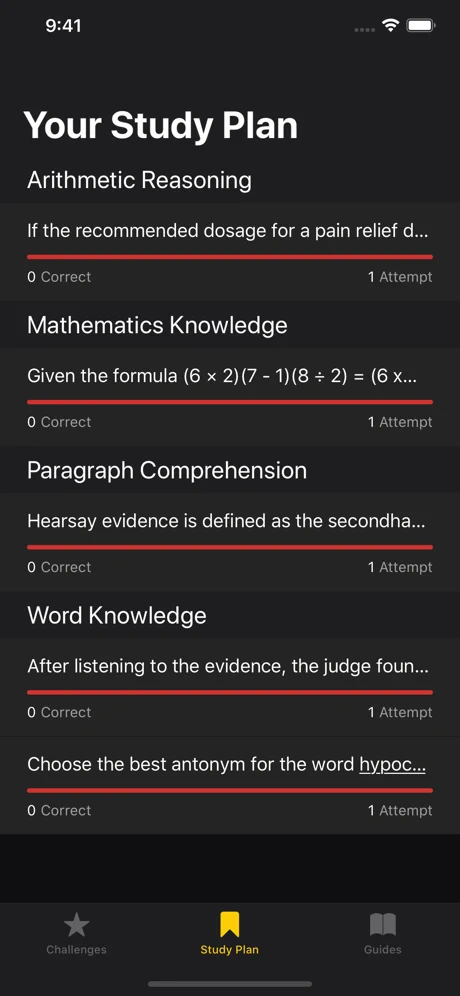 9:41
Your Study Plan
Arithmetic Reasoning
If the recommended dosage for a pain relief d...
0 Correct 1 Attempt
Mathematics Knowledge
Given the formula (6 × 2)(7 - 1)(8 ÷ 2) = (6 x...
0 Correct 1 Attempt
Paragraph Comprehension
Hearsay evidence is defined as the secondha...
0 Correct 1 Attempt
Word Knowledge
After listening to the evidence, the judge foun...
0 Correct 1 Attempt
Choose the best antonym for the word hypoc...
0 Correct 1 Attempt
Challenges Study Plan Guides